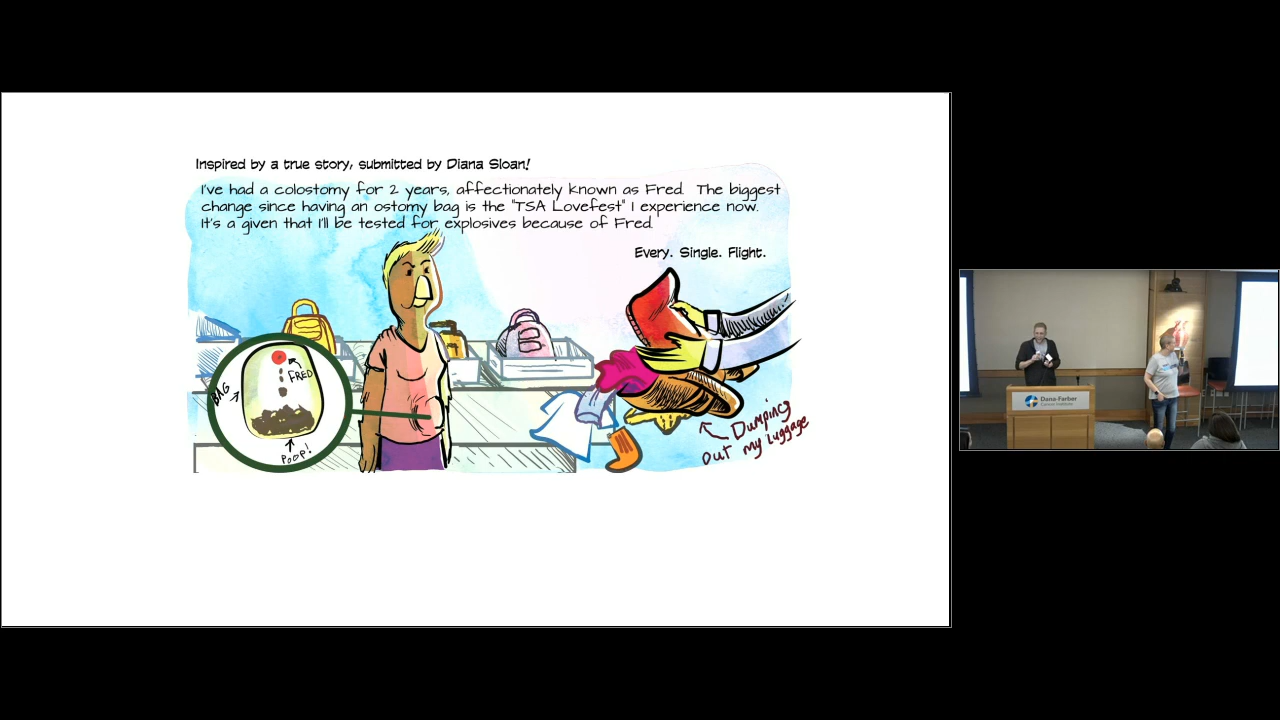 Inspired by a true story, submitted by Diana Sloan!
I've had a colostomy for 2 years, affectionately known as Fred. The biggest
change since having an ostomy bag is the "TSA Lovefest" I experience now.
It's a given that I'll be tested for explosives because of Fred.
Every. Single. Flight.
BAG
FRED
POOP!
Dumping
out my luggage
Dana-Farber
Cancer Institute